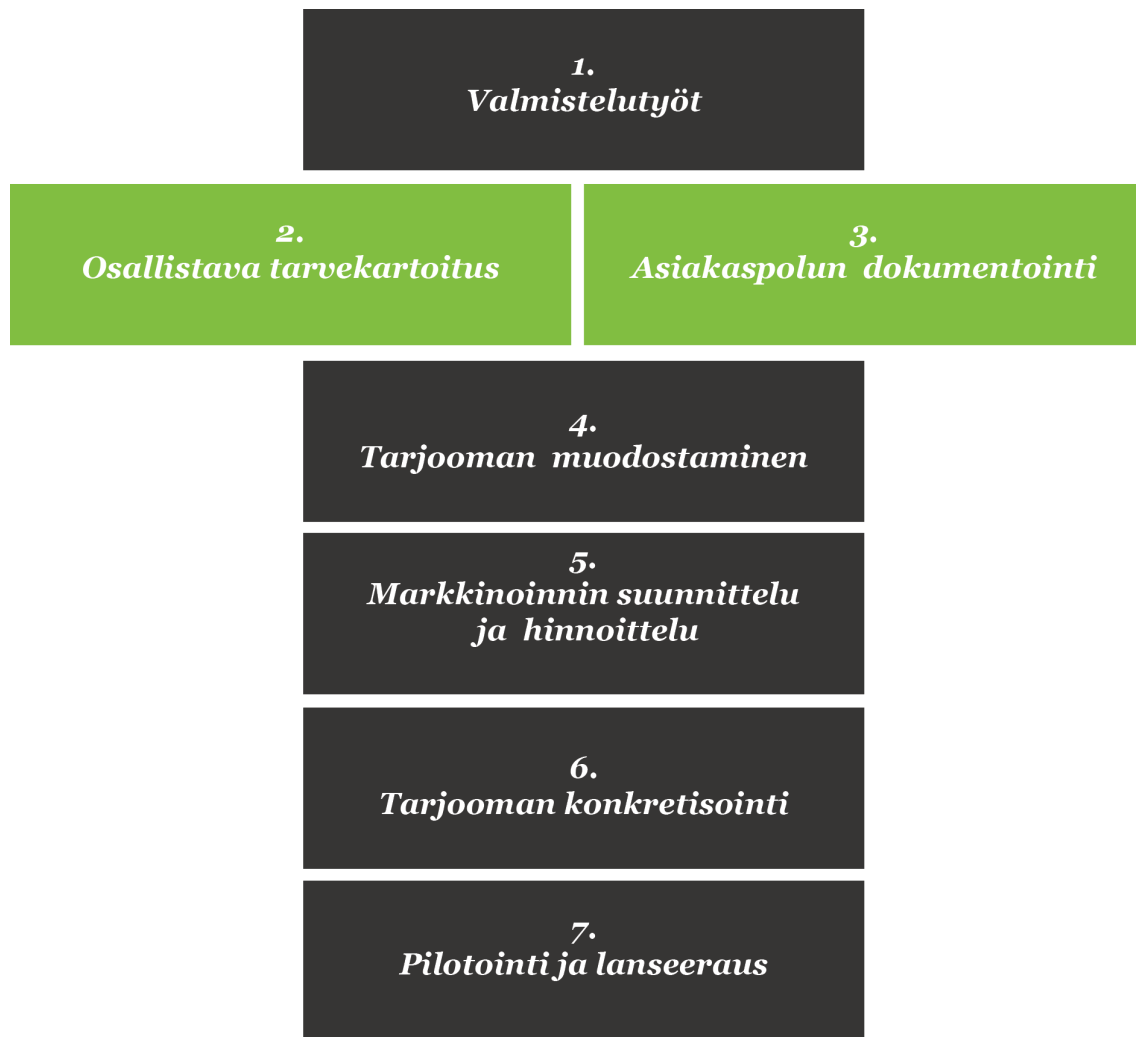 1.
Valmistelutyöt
2.
Osallistava tarvekartoitus
3.
Asiakaspolun dokumentointi
4.
Tarjooman muodostaminen
5.
Markkinoinnin suunnittelu
ja hinnoittelu
6.
Tarjooman konkretisointi
7.
Pilotointi ja lanseeraus